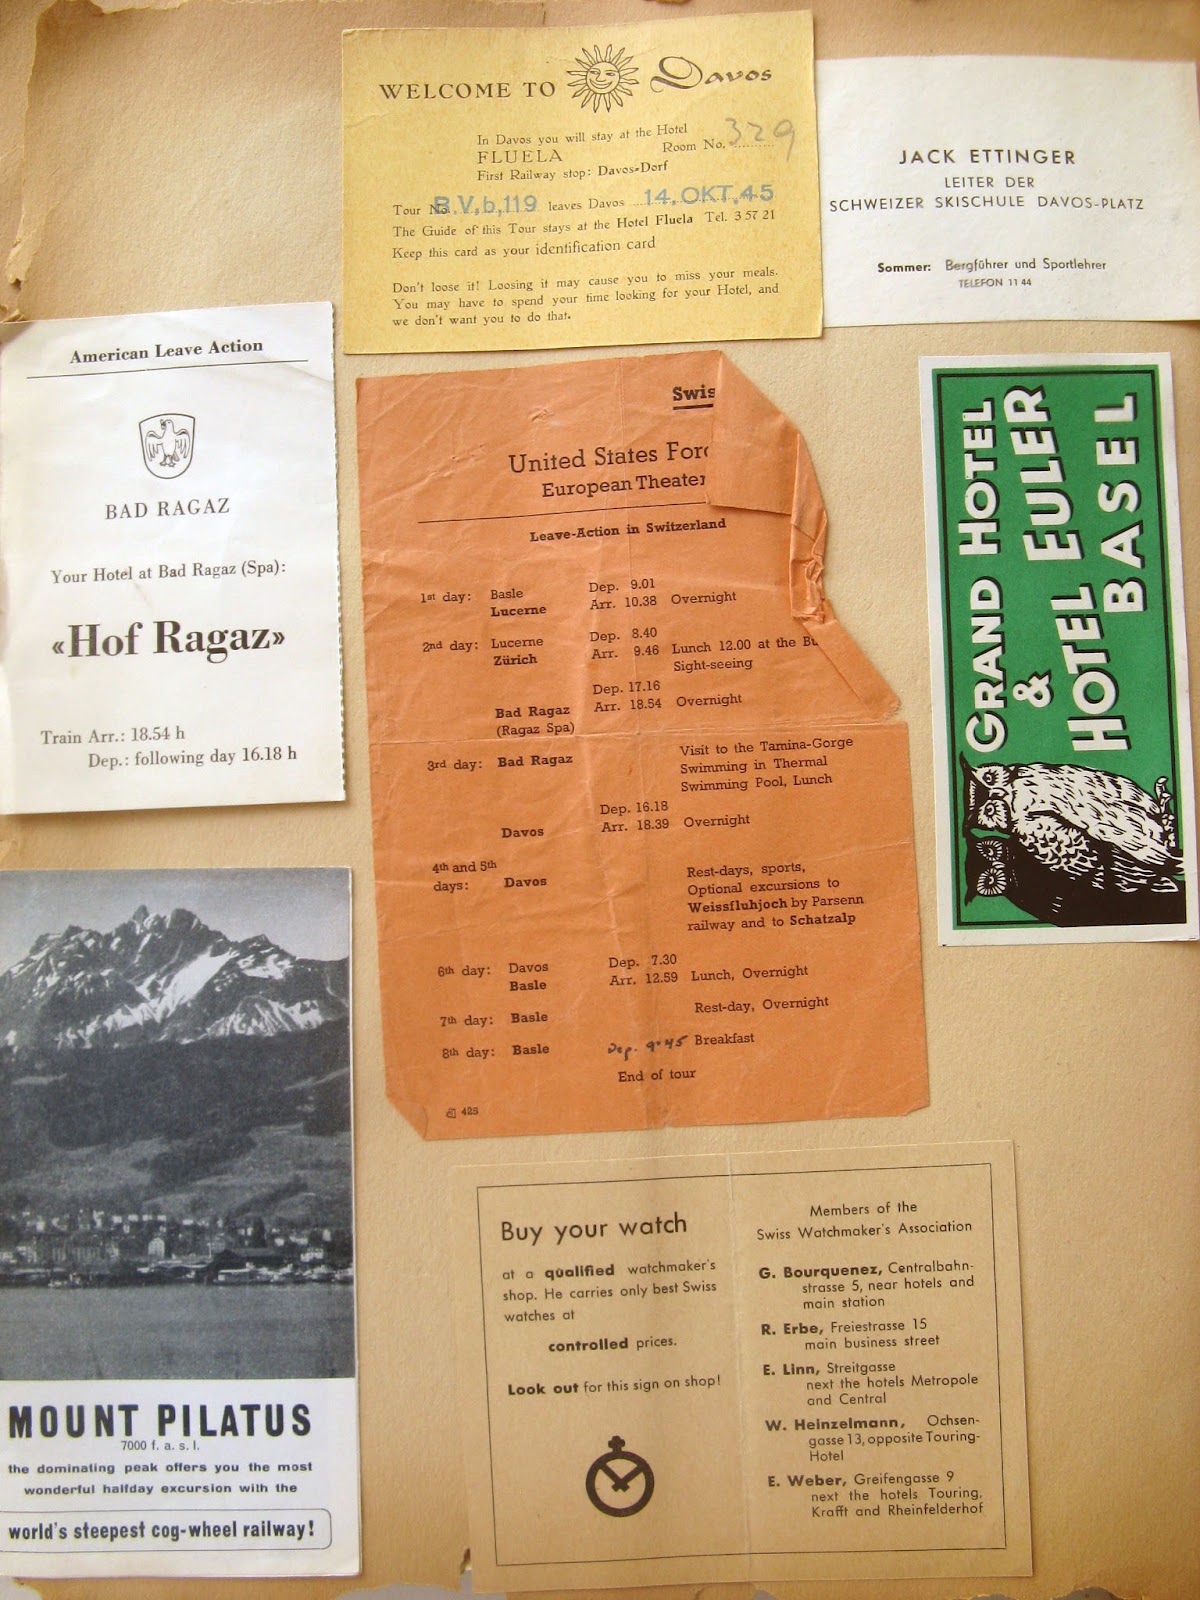 WELCOME TO Davos
In Davos you will stay at the Hotel
FLUELA Room No. 329
First Railway stop: Davos-Dorf
Tour No. B.V,b,119 leaves Davos 14.OKT.45
The Guide of this Tour stays at the Hotel Fluela Tel. 3 57 21
Keep this card as your identification card
Don't loose it! Loosing it may cause you to miss your meals.
You may have to spend your time looking for your Hotel, and
we don't want you to do that.
JACK ETTINGER
LEITER DER
SCHWEIZER SKISCHULE DAVOS-PLATZ
Sommer: Bergführer und Sportlehrer
TELEFON 11 44
American Leave Action
BAD RAGAZ
Your Hotel at Bad Ragaz (Spa):
«Hof Ragaz»
Train Arr.: 18.54 h
Dep.: following day 16.18 h
Swis
United States Forc
European Theater
Leave-Action in Switzerland
1st day: Basle Dep. 9.01
Lucerne Arr. 10.38 Overnight
2nd day: Lucerne Dep. 8.40
Zürich Arr. 9.46 Lunch 12.00 at the Bu
Sight-seeing
Dep. 17.16
Bad Ragaz Arr. 18.54 Overnight
(Ragaz Spa)
3rd day: Bad Ragaz Visit to the Tamina-Gorge
Swimming in Thermal
Swimming Pool, Lunch
Dep. 16.18
Davos Arr. 18.39 Overnight
4th and 5th
days: Davos Rest-days, sports,
Optional excursions to
Weissfluhjoch by Parsenn
railway and to Schatzalp
6th day: Davos Dep. 7.30
Basle Arr. 12.59 Lunch, Overnight
7th day: Basle Rest-day, Overnight
8th day: Basle Dep. 9.45 Breakfast
End of tour
42S
GRAND HOTEL
& HOTEL EULER
BASEL
MOUNT PILATUS
7000 f. a. s. l.
the dominating peak offers you the most
wonderful halfday excursion with the
world's steepest cog-wheel railway!
Buy your watch
at a qualified watchmaker's
shop. He carries only best Swiss
watches at
controlled prices.
Look out for this sign on shop!
Members of the
Swiss Watchmaker's Association
G. Bourquenez, Centralbahn-
strasse 5, near hotels and
main station
R. Erbe, Freiestrasse 15
main business street
E. Linn, Streitgasse
next the hotels Metropole
and Central
W. Heinzelmann, Ochsen-
gasse 13, opposite Touring-
Hotel
E. Weber, Greifengasse 9
next the hotels Touring,
Krafft and Rheinfelderhof